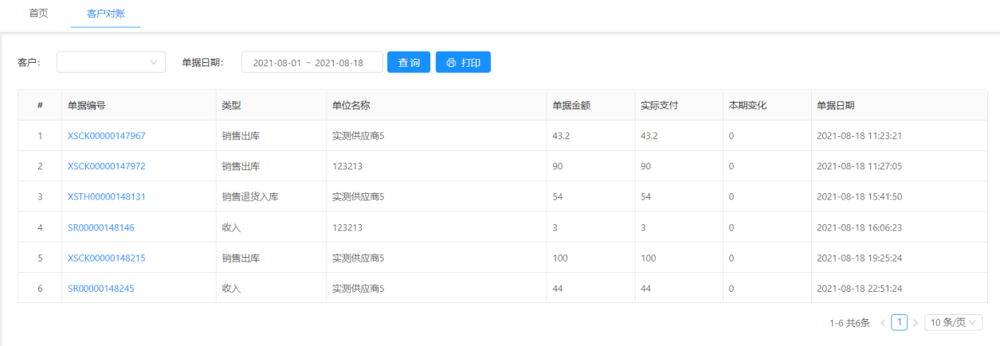 首页 客户对账
客户： 单据日期： 2021-08-01 ~ 2021-08-18 查 询 打印
# 单据编号 类型 单位名称 单据金额 实际支付 本期变化 单据日期
1 XSCK00000147967 销售出库 实测供应商5 43.2 43.2 0 2021-08-18 11:23:21
2 XSCK00000147972 销售出库 123213 90 90 0 2021-08-18 11:27:05
3 XSTH00000148131 销售退货入库 实测供应商5 54 54 0 2021-08-18 15:41:50
4 SR00000148146 收入 123213 3 3 0 2021-08-18 16:06:23
5 XSCK00000148215 销售出库 实测供应商5 100 100 0 2021-08-18 19:25:24
6 SR00000148245 收入 实测供应商5 44 44 0 2021-08-18 22:51:24
1-6 共6条 < 1 > 10 条/页